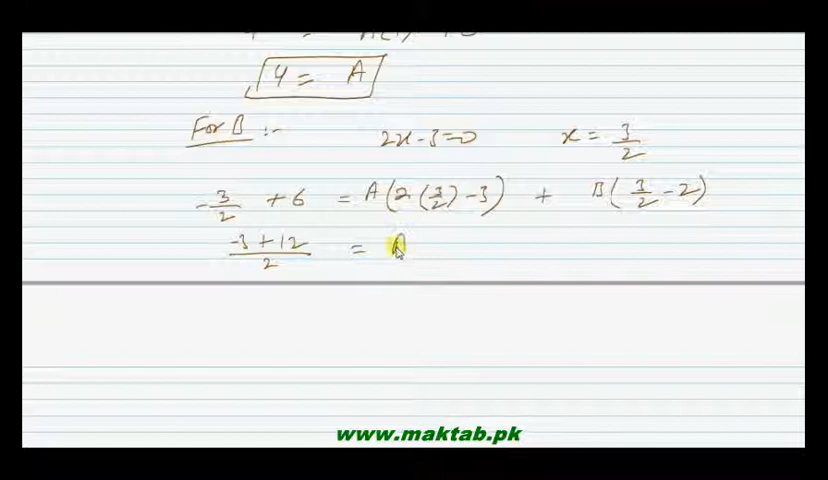 4 = A
For B :-  2x-3=0  x = 3/2
-3/2 + 6 = A(2(3/2)-3) + B(3/2-2)
-3+12/2 =
www.maktab.pk